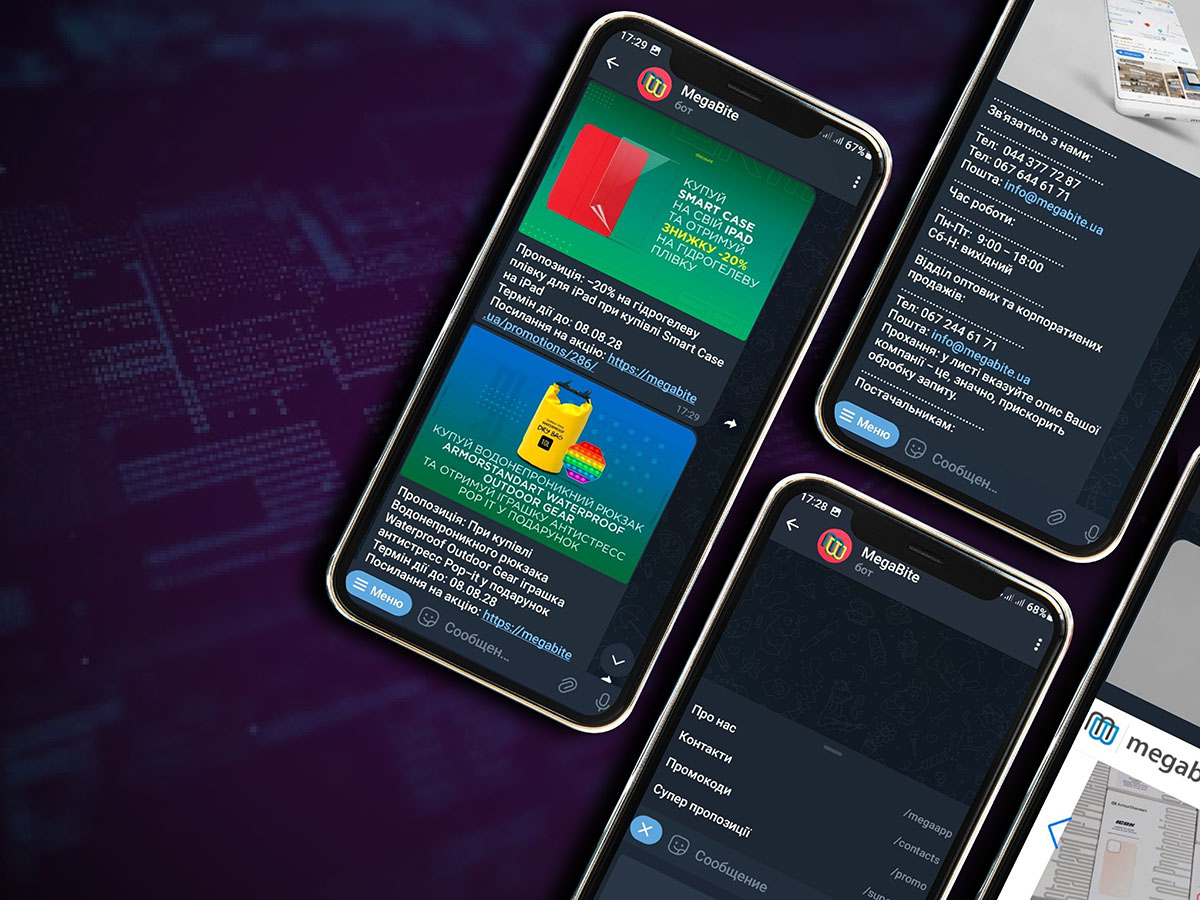 17:29
67%
MegaBite
бот
discount
КУПУЙ
SMART CASE
НА СВІЙ IPAD
ТА ОТРИМУЙ
ЗНИЖКУ -20%
НА ГІДРОГЕЛЕВУ
ПЛІВКУ
Пропозиція: –20% на гідрогелеву
плівку для iPad при купівлі Smart Case
на iPad
Термін дії до: 08.08.28
Посилання на акцію: https://megabite
.ua/promotions/286/
17:29
DRY BAG
10L
КУПУЙ ВОДОНЕПРОНИКНИЙ РЮКЗАК
ARMORSTANDART WATERPROOF
OUTDOOR GEAR
ТА ОТРИМУЙ ІГРАШКУ АНТИСТРЕСС
POP IT У ПОДАРУНОК
Пропозиція: При купівлі
Водонепроникного рюкзака
Waterproof Outdoor Gear іграшка
антистресс Pop-it у подарунок
Термін дії до: 08.08.28
Посилання на акцію: https://megabite
Меню
Сообщен...
Зв'язатись з нами:
Тел: 044 377 72 87
Тел: 067 644 61 71
Пошта: info@megabite.ua
Час роботи:
Пн-Пт: 9:00 – 18:00
Сб-Н: вихідний
Відділ оптових та корпоративних
продажів:
Тел: 067 244 61 71
Пошта: info@megabite.ua
Прохання: у листі вказуйте опис Вашої
компанії – це, значно, прискорить
обробку запиту.
Постачальникам:
Меню
Сообщен...
17:28
68%
MegaBite
бот
Про нас
/megaapp
Контакти
/contacts
Промокоди
/promo
Супер пропозиції
Сообщение
ArmorStandart
ICON